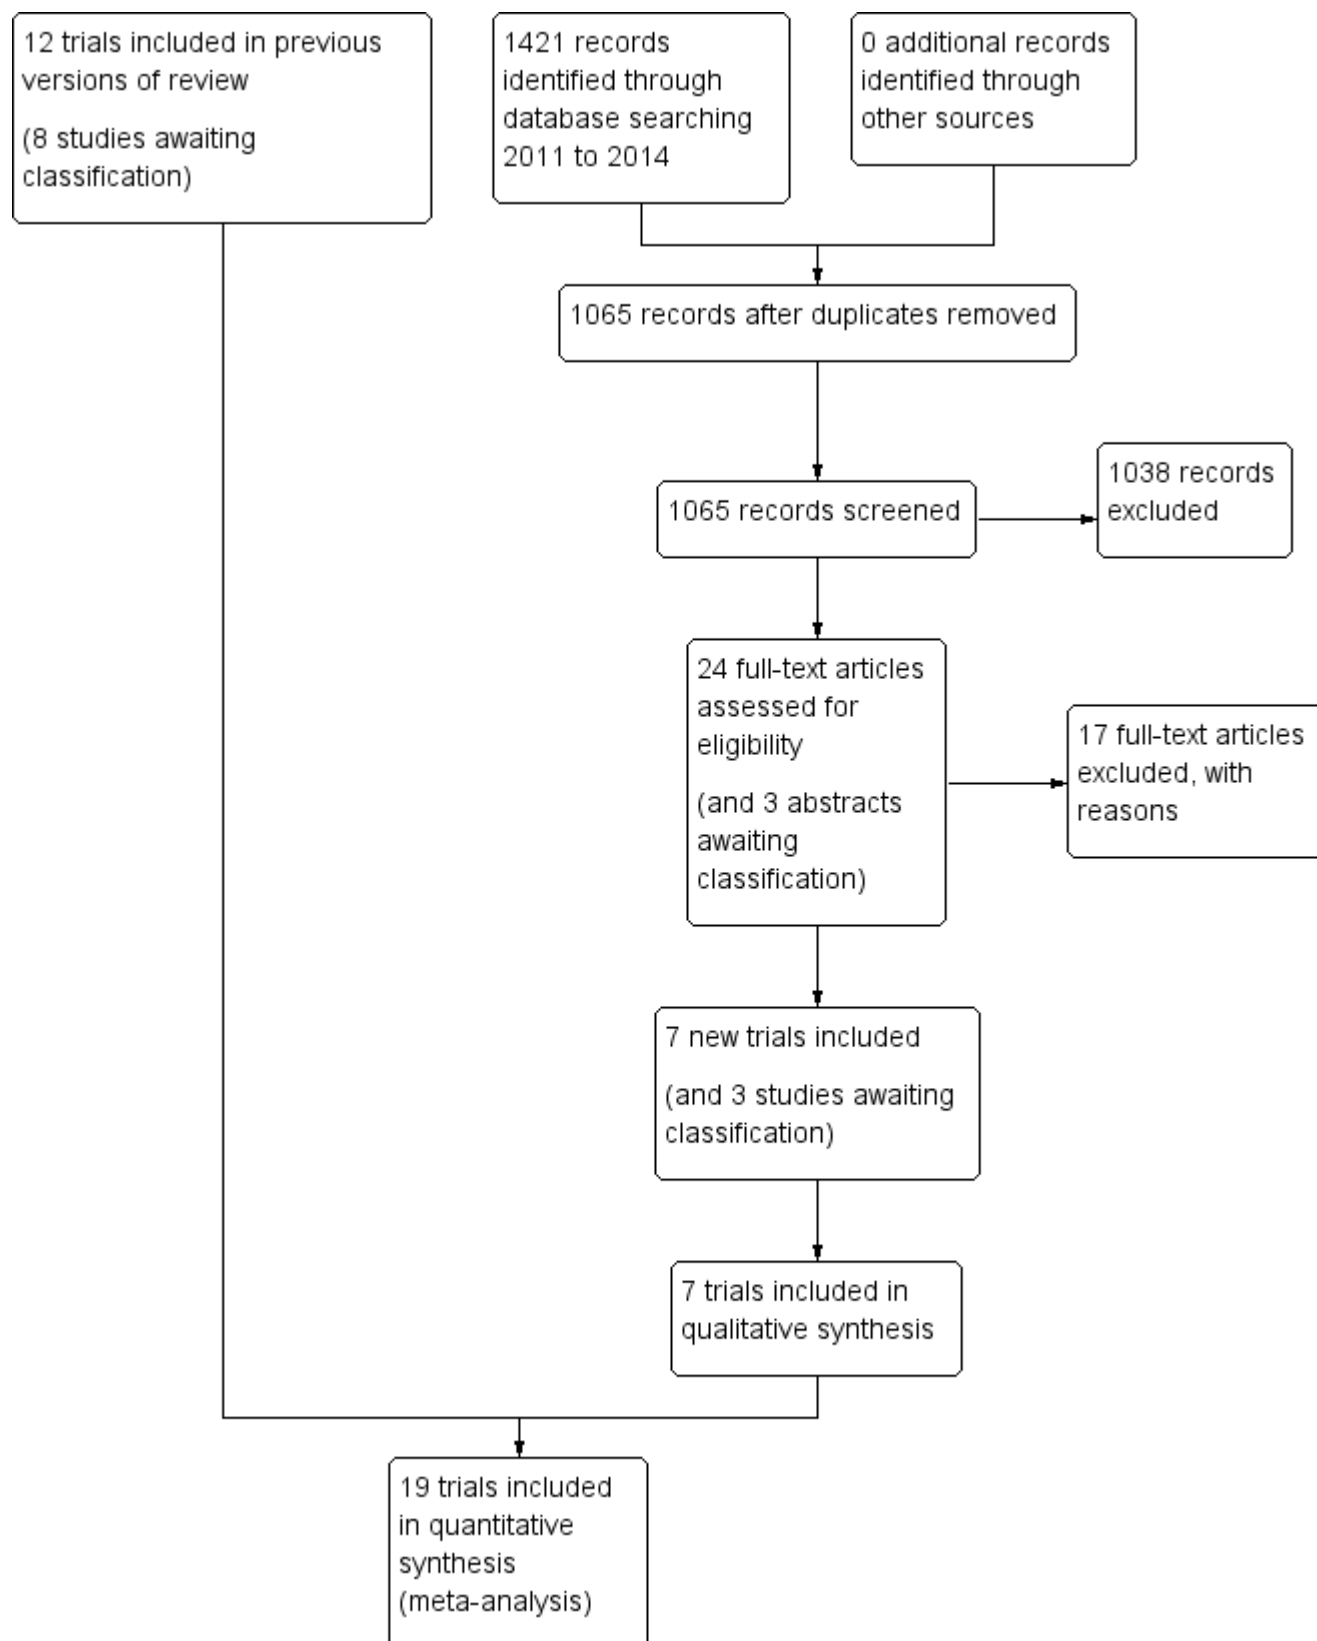 12 trials included in previous
versions of review
(8 studies awaiting
classification)
1421 records
identified through
database searching
2011 to 2014
0 additional records
identified through
other sources
1065 records after duplicates removed
1065 records screened
1038 records
excluded
24 full-text articles
assessed for
eligibility
(and 3 abstracts
awaiting
classification)
17 full-text articles
excluded, with
reasons
7 new trials included
(and 3 studies awaiting
classification)
7 trials included in
qualitative synthesis
19 trials included
in quantitative
synthesis
(meta-analysis)